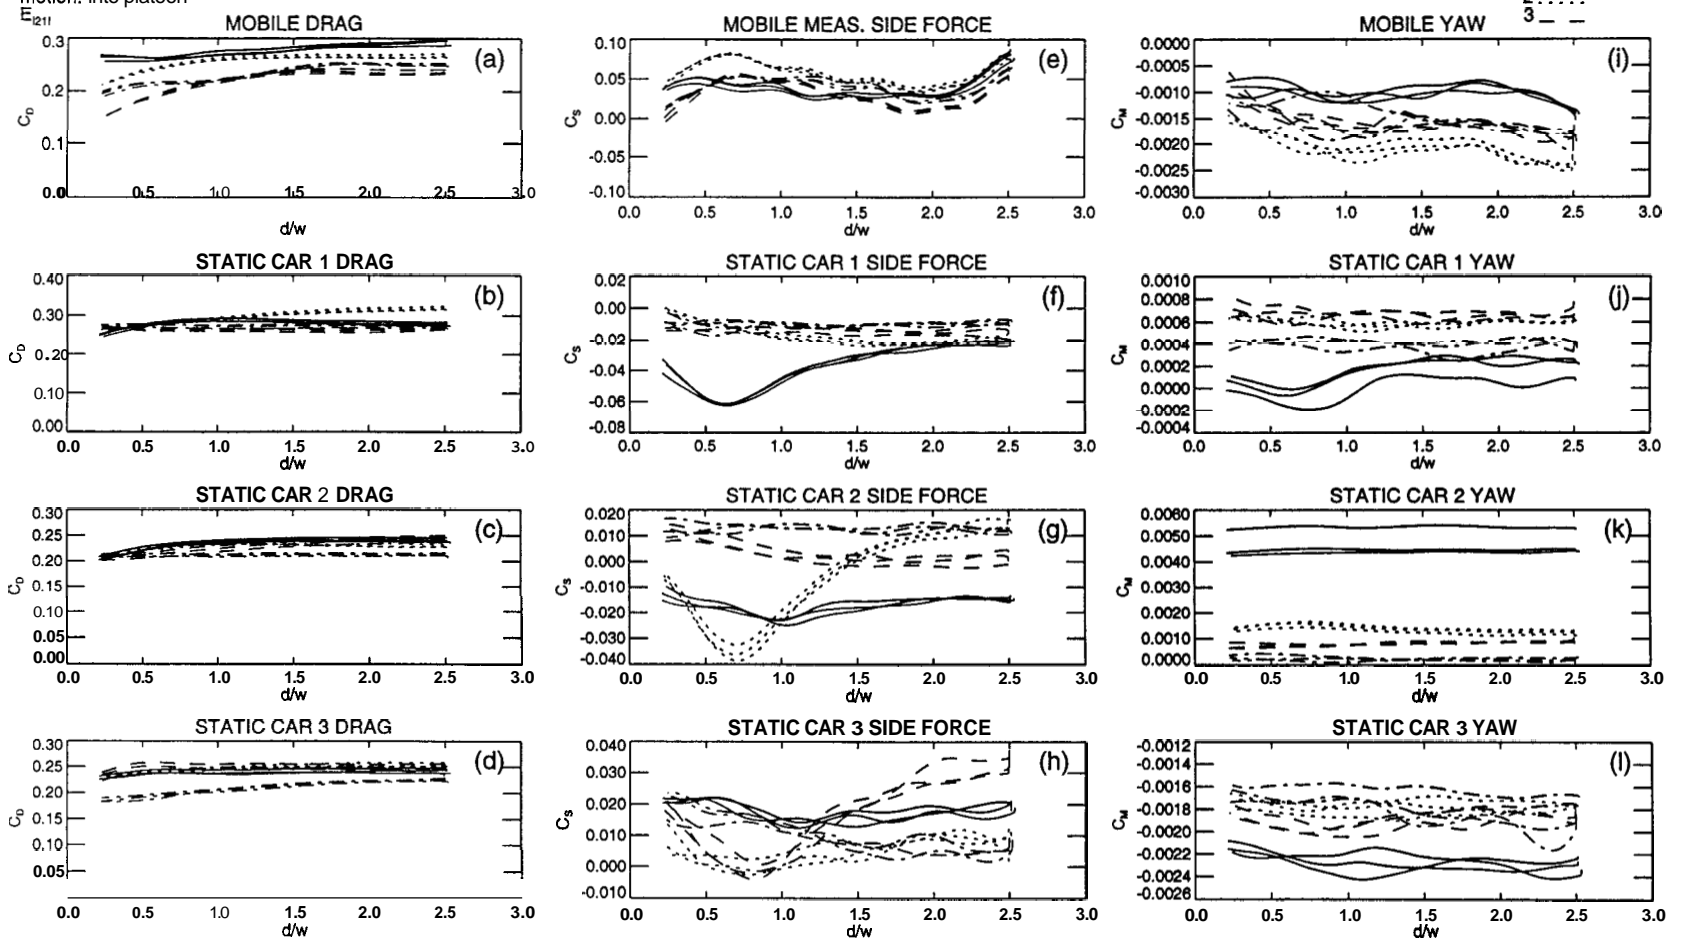 motion: into platoon
3
MOBILE DRAG
(a)
0.3
0.2
0.1
0.0
0.5
1.0
1.5
2.0
2.5
3.0
d/w
C_D
MOBILE MEAS. SIDE FORCE
(e)
0.10
0.05
0.00
-0.05
-0.10
0.0 0.5 1.0 1.5 2.0 2.5 3.0
d/w
C_S
MOBILE YAW
(i)
0.0000
-0.0005
-0.0010
-0.0015
-0.0020
-0.0025
-0.0030
0.0 0.5 1.0 1.5 2.0 2.5 3.0
d/w
C_M
STATIC CAR 1 DRAG
(b)
0.40
0.30
0.20
0.10
0.00
0.0 0.5 1.0 1.5 2.0 2.5 3.0
d/w
C_D
STATIC CAR 1 SIDE FORCE
(f)
0.02
0.00
-0.02
-0.04
-0.06
-0.08
0.0 0.5 1.0 1.5 2.0 2.5 3.0
d/w
C_S
STATIC CAR 1 YAW
(j)
0.0010
0.0008
0.0006
0.0004
0.0002
0.0000
-0.0002
-0.0004
0.0 0.5 1.0 1.5 2.0 2.5 3.0
d/w
C_M
STATIC CAR 2 DRAG
(c)
0.30
0.25
0.20
0.15
0.10
0.05
0.00
0.0 0.5 1.0 1.5 2.0 2.5 3.0
d/w
C_D
STATIC CAR 2 SIDE FORCE
(g)
0.020
0.010
0.000
-0.010
-0.020
-0.030
-0.040
0.0 0.5 1.0 1.5 2.0 2.5 3.0
d/w
C_S
STATIC CAR 2 YAW
(k)
0.0060
0.0050
0.0040
0.0030
0.0020
0.0010
0.0000
0.0 0.5 1.0 1.5 2.0 2.5 3.0
d/w
C_M
STATIC CAR 3 DRAG
(d)
0.30
0.25
0.20
0.15
0.10
0.05
0.0 0.5 1.0 1.5 2.0 2.5 3.0
d/w
C_D
STATIC CAR 3 SIDE FORCE
(h)
0.040
0.030
0.020
0.010
0.000
-0.010
0.0 0.5 1.0 1.5 2.0 2.5 3.0
d/w
C_S
STATIC CAR 3 YAW
(l)
-0.0012
-0.0014
-0.0016
-0.0018
-0.0020
-0.0022
-0.0024
-0.0026
0.0 0.5 1.0 1.5 2.0 2.5 3.0
d/w
C_M